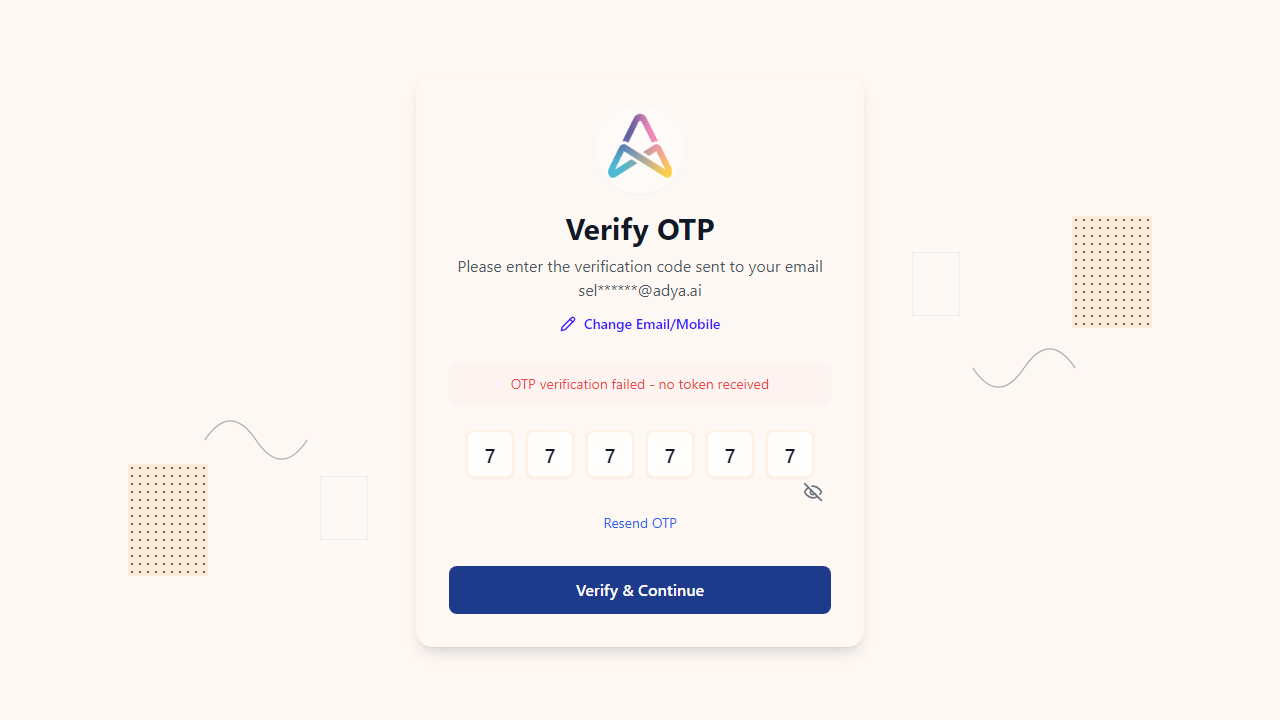 Verify OTP
Please enter the verification code sent to your email
sel******@adya.ai
Change Email/Mobile
OTP verification failed - no token received
7 7 7 7 7 7
Resend OTP
Verify & Continue